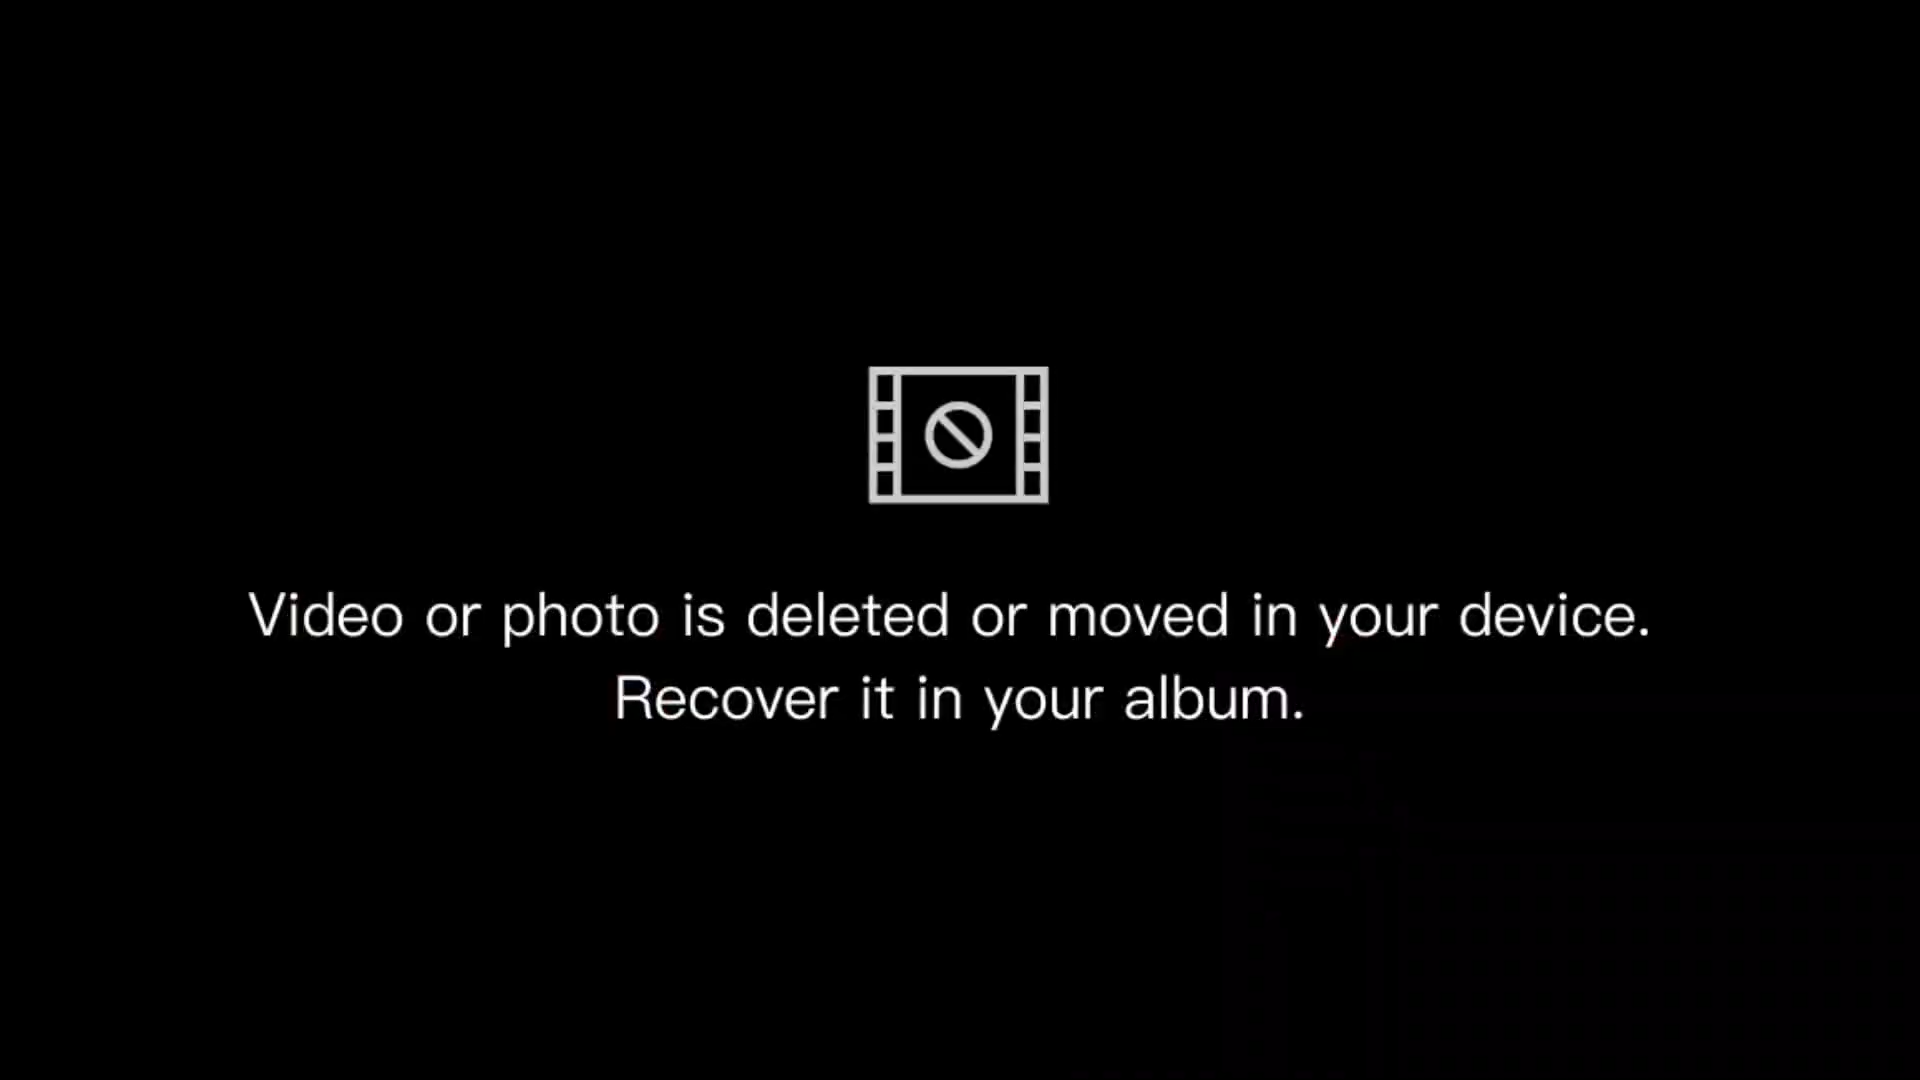 Video or photo is deleted or moved in your device.
Recover it in your album.